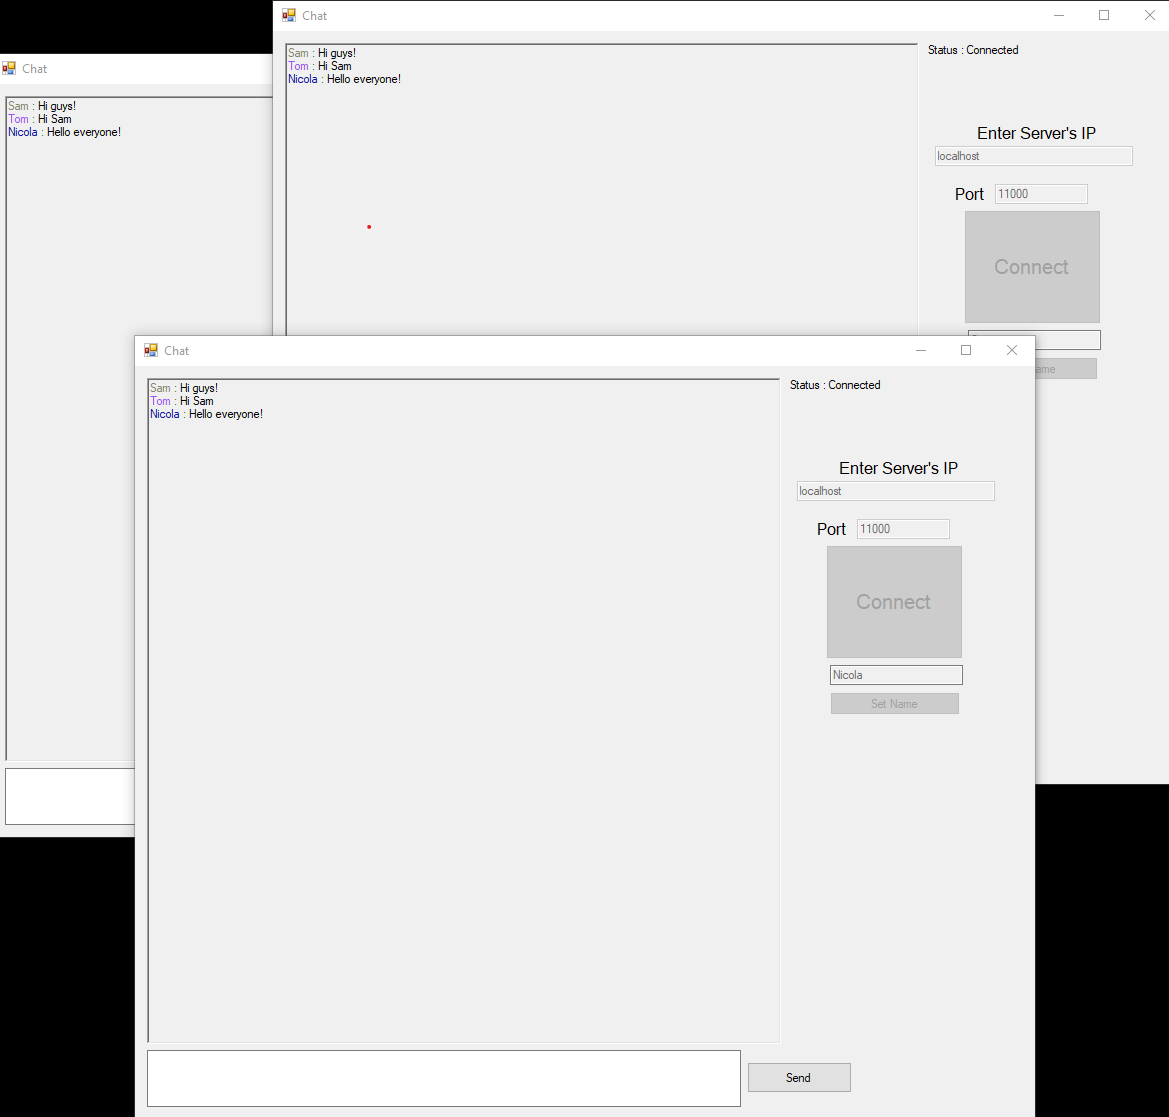 Chat
Sam : Hi guys!
Tom : Hi Sam
Nicola : Hello everyone!
Status : Connected
Enter Server's IP
localhost
Port 11000
Connect
Chat
Sam : Hi guys!
Tom : Hi Sam
Nicola : Hello everyone!
Chat
Sam : Hi guys!
Tom : Hi Sam
Nicola : Hello everyone!
Status : Connected
Enter Server's IP
localhost
Port 11000
Connect
Nicola
Set Name
Send